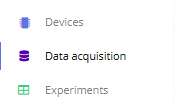 Devices
Data acquisition
Experiments